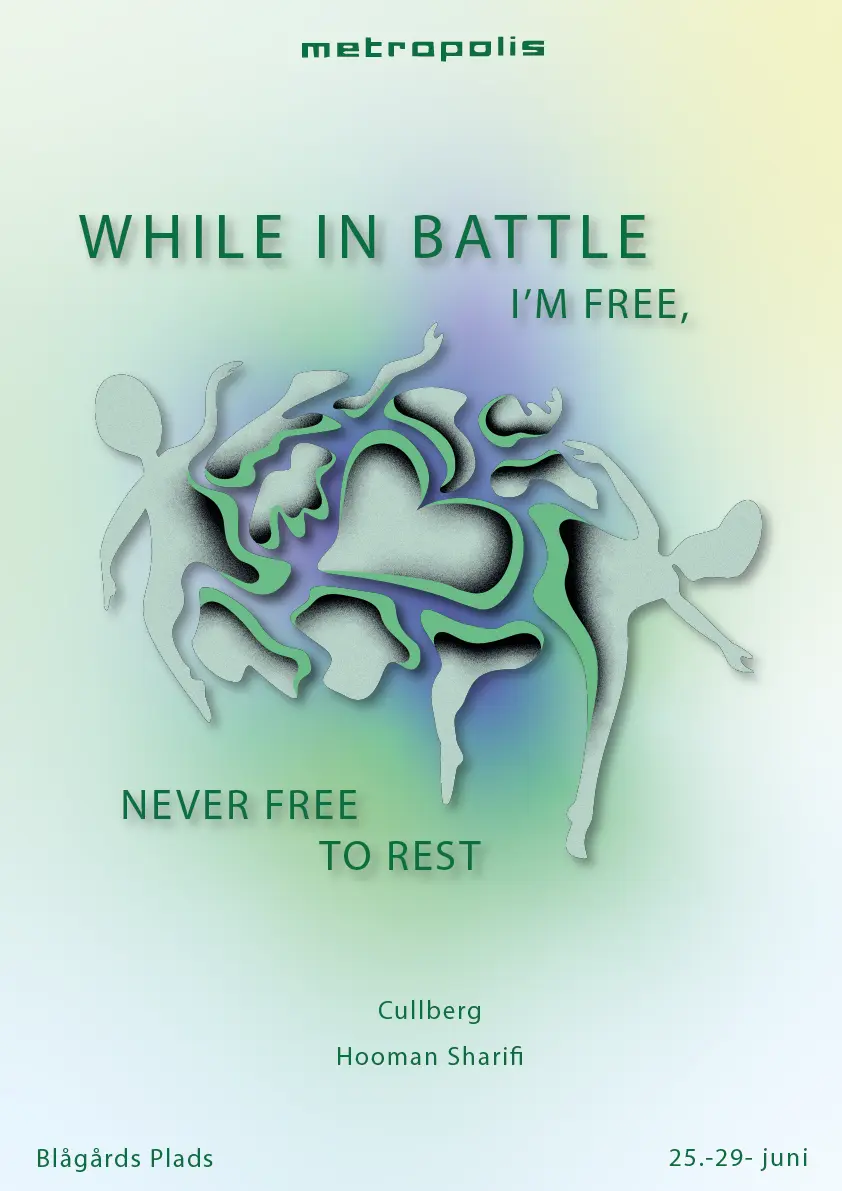 metropolis
WHILE IN BATTLE
I’M FREE,
NEVER FREE
TO REST
Cullberg
Hooman Sharifi
Blågårds Plads
25.-29- juni